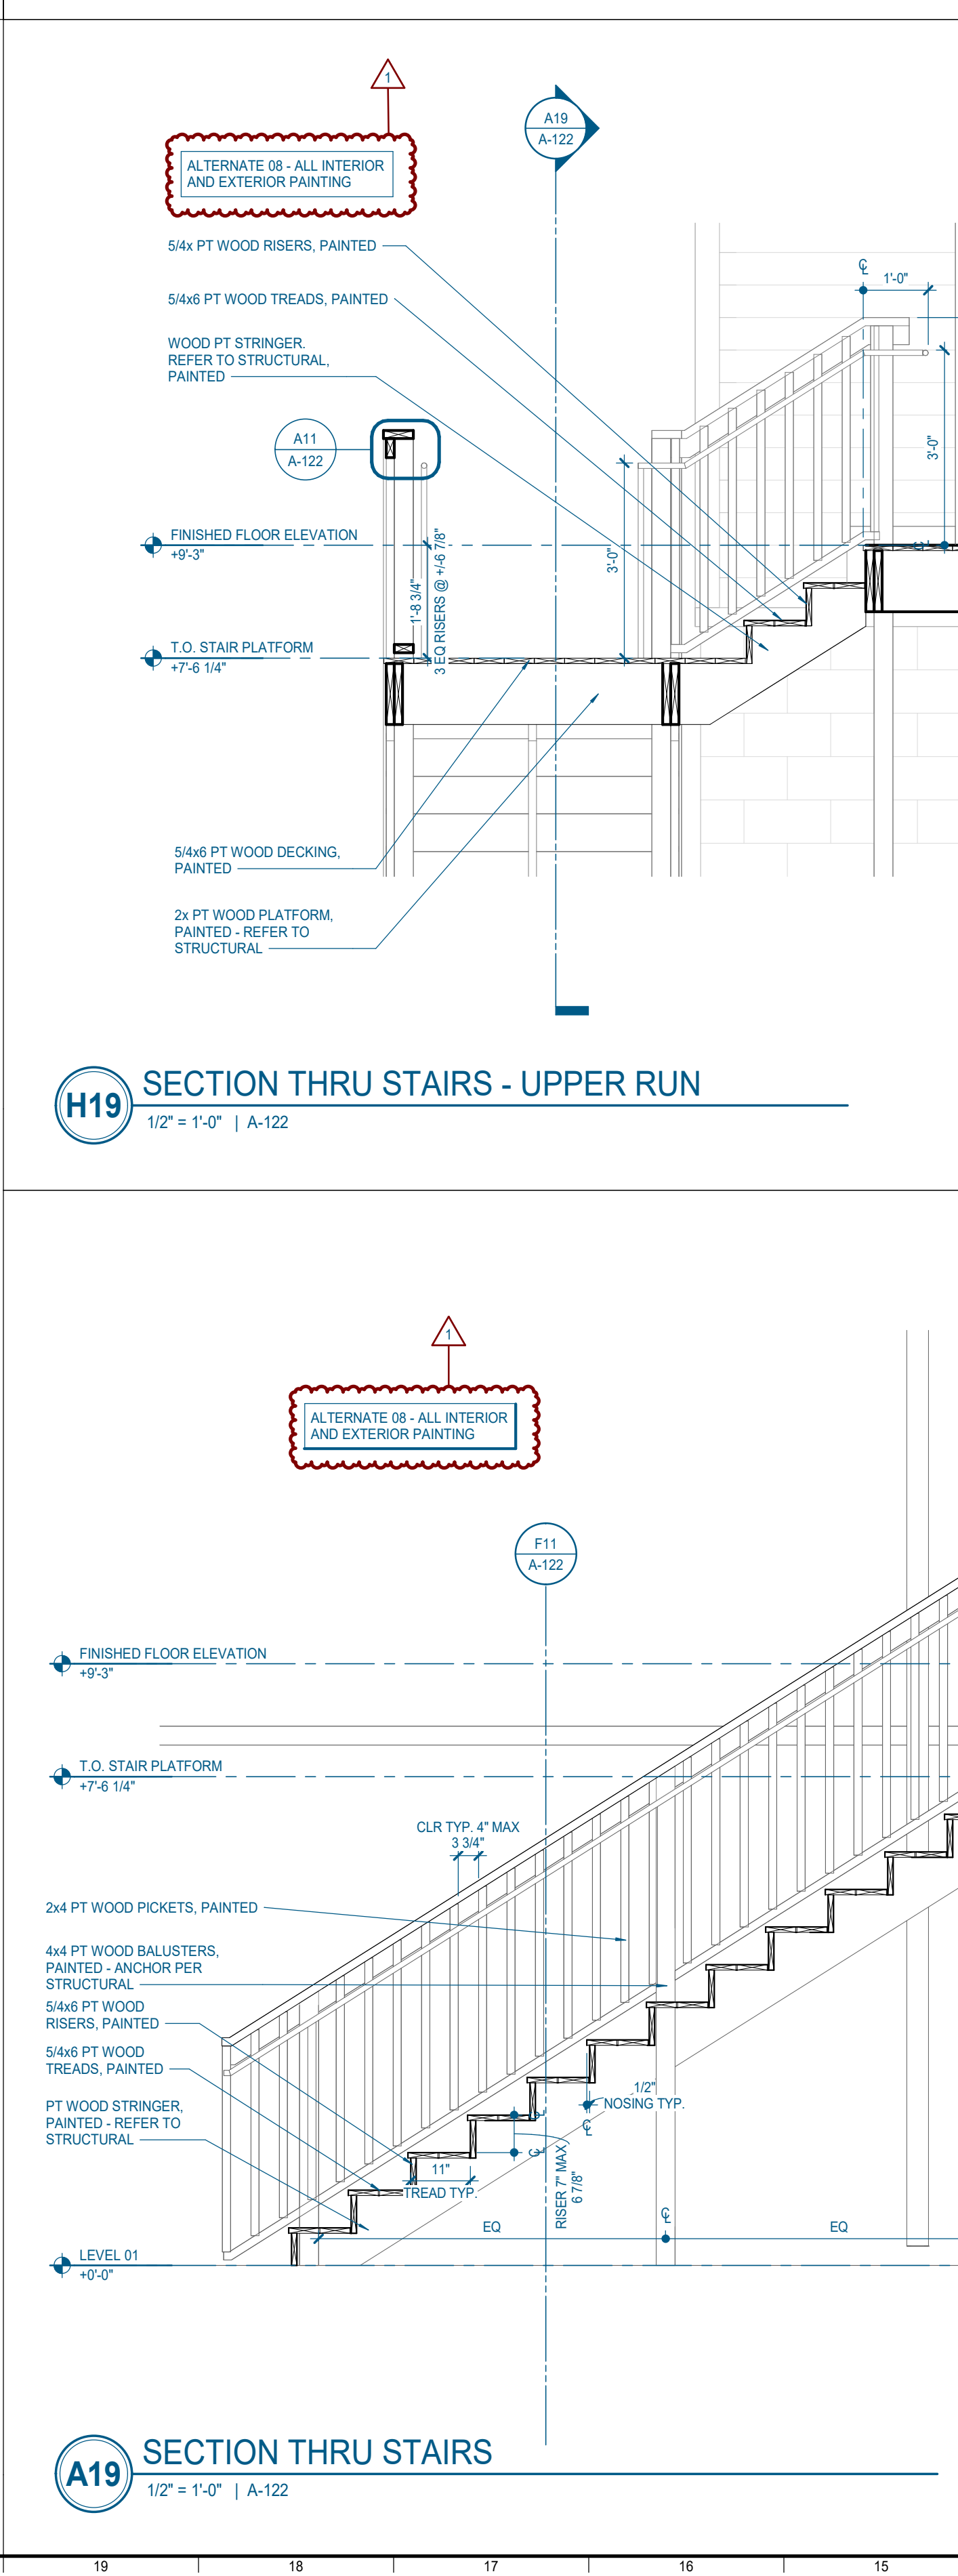 1
A19
A-122
ALTERNATE 08 - ALL INTERIOR
AND EXTERIOR PAINTING
5/4x PT WOOD RISERS, PAINTED
5/4x6 PT WOOD TREADS, PAINTED
WOOD PT STRINGER.
REFER TO STRUCTURAL,
PAINTED
CL
1'-0"
A11
A-122
3'-0"
3'-0"
FINISHED FLOOR ELEVATION
+9'-3"
1'-8 3/4"
3 EQ RISERS @ +/-6 7/8"
T.O. STAIR PLATFORM
+7'-6 1/4"
5/4x6 PT WOOD DECKING,
PAINTED
2x PT WOOD PLATFORM,
PAINTED - REFER TO
STRUCTURAL
H19
SECTION THRU STAIRS - UPPER RUN
1/2" = 1'-0" | A-122
1
ALTERNATE 08 - ALL INTERIOR
AND EXTERIOR PAINTING
F11
A-122
FINISHED FLOOR ELEVATION
+9'-3"
T.O. STAIR PLATFORM
+7'-6 1/4"
CLR TYP. 4" MAX
3 3/4"
2x4 PT WOOD PICKETS, PAINTED
4x4 PT WOOD BALUSTERS,
PAINTED - ANCHOR PER
STRUCTURAL
5/4x6 PT WOOD
RISERS, PAINTED
5/4x6 PT WOOD
TREADS, PAINTED
PT WOOD STRINGER,
PAINTED - REFER TO
STRUCTURAL
1/2"
NOSING TYP.
CL
11"
TREAD TYP.
RISER 7" MAX
6 7/8"
CL
EQ
EQ
LEVEL 01
+0'-0"
A19
SECTION THRU STAIRS
1/2" = 1'-0" | A-122
19
18
17
16
15